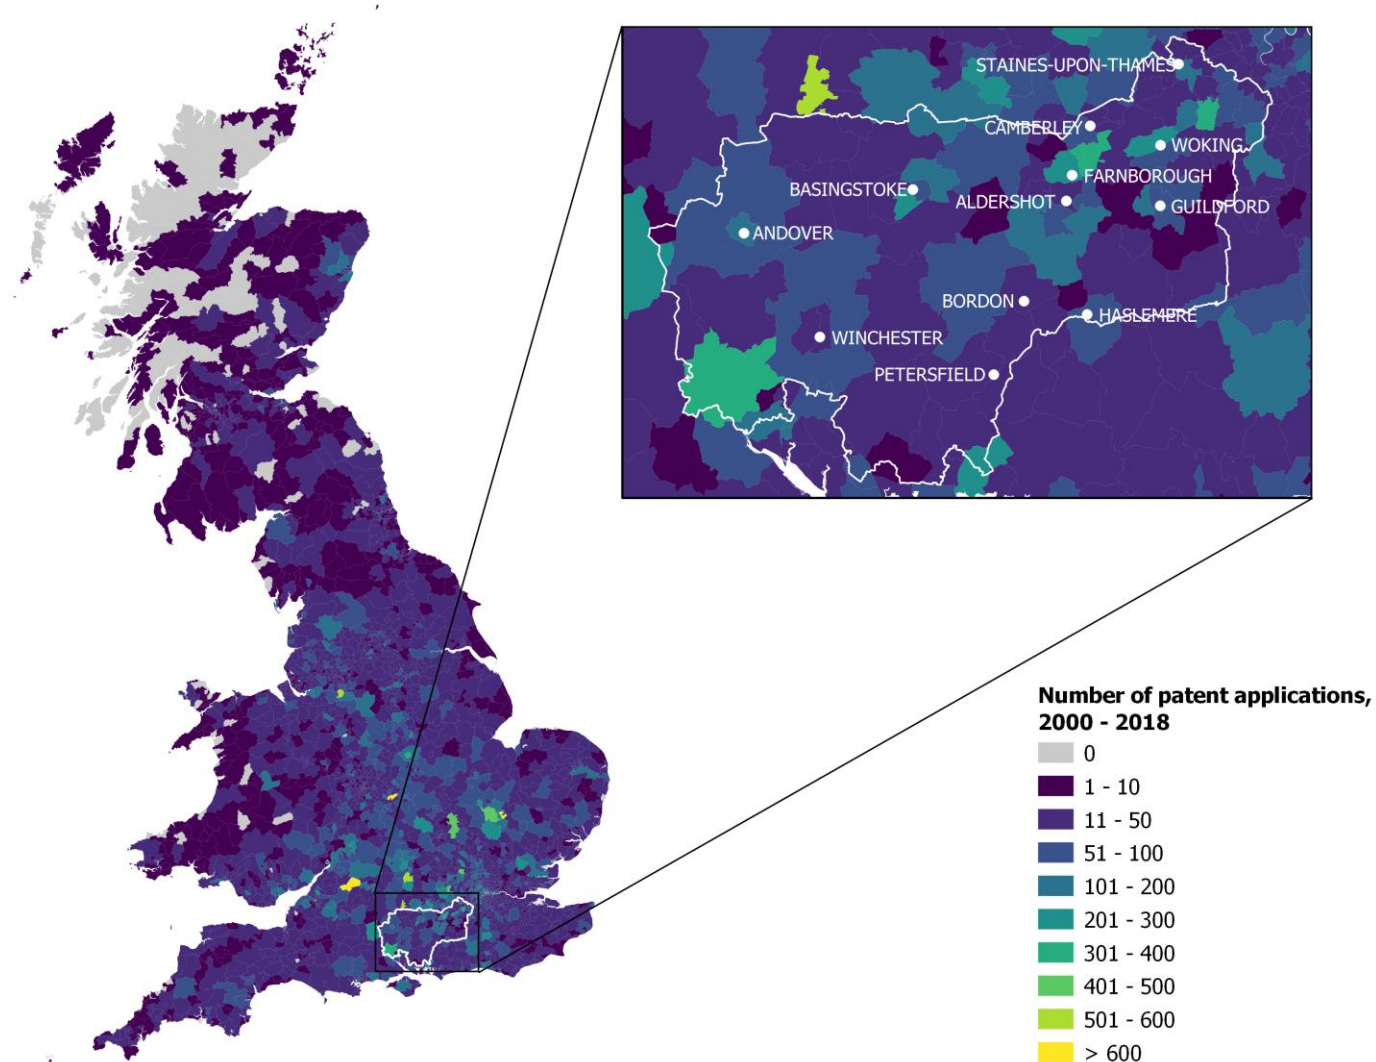 STAINES-UPON-THAMES
CAMBERLEY
WOKING
FARNBOROUGH
BASINGSTOKE
ALDERSHOT
GUILDFORD
ANDOVER
BORDON
HASLEMERE
WINCHESTER
PETERSFIELD
Number of patent applications,
2000 - 2018
0
1 - 10
11 - 50
51 - 100
101 - 200
201 - 300
301 - 400
401 - 500
501 - 600
> 600